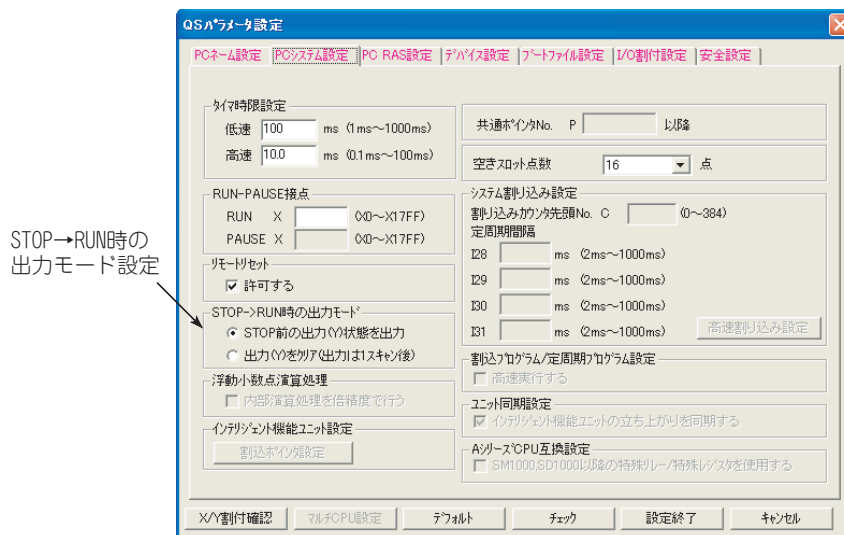 QSパラメータ設定
PCネーム設定 PCシステム設定 PC RAS設定 デバイス設定 ブートファイル設定 I/O割付設定 安全設定
タイマ時限設定
低速 100 ms (1ms～1000ms)
高速 10.0 ms (0.1ms～100ms)
RUN-PAUSE接点
RUN X (X0～X17FF)
PAUSE X (X0～X17FF)
リモートリセット
許可する
STOP→RUN時の
出力モード設定
STOP->RUN時の出力モード
STOP前の出力(Y)状態を出力
出力(Y)をクリア(出力は1スキャン後)
浮動小数点演算処理
内部演算処理を倍精度で行う
インテリジェント機能ユニット設定
割込ポインタ設定
共通ポインタNo. P 以降
空きスロット点数 16 点
システム割り込み設定
割り込みカウンタ先頭No. C (0～384)
定周期間隔
I28 ms (2ms～1000ms)
I29 ms (2ms～1000ms)
I30 ms (2ms～1000ms)
I31 ms (2ms～1000ms) 高速割り込み設定
割込プログラム/定周期プログラム設定
高速実行する
ユニット同期設定
インテリジェント機能ユニットの立ち上がりを同期する
AシリーズCPU互換設定
SM1000,SD1000以降の特殊リレー/特殊レジスタを使用する
X/Y割付確認 マルチCPU設定 デフォルト チェック 設定終了 キャンセル